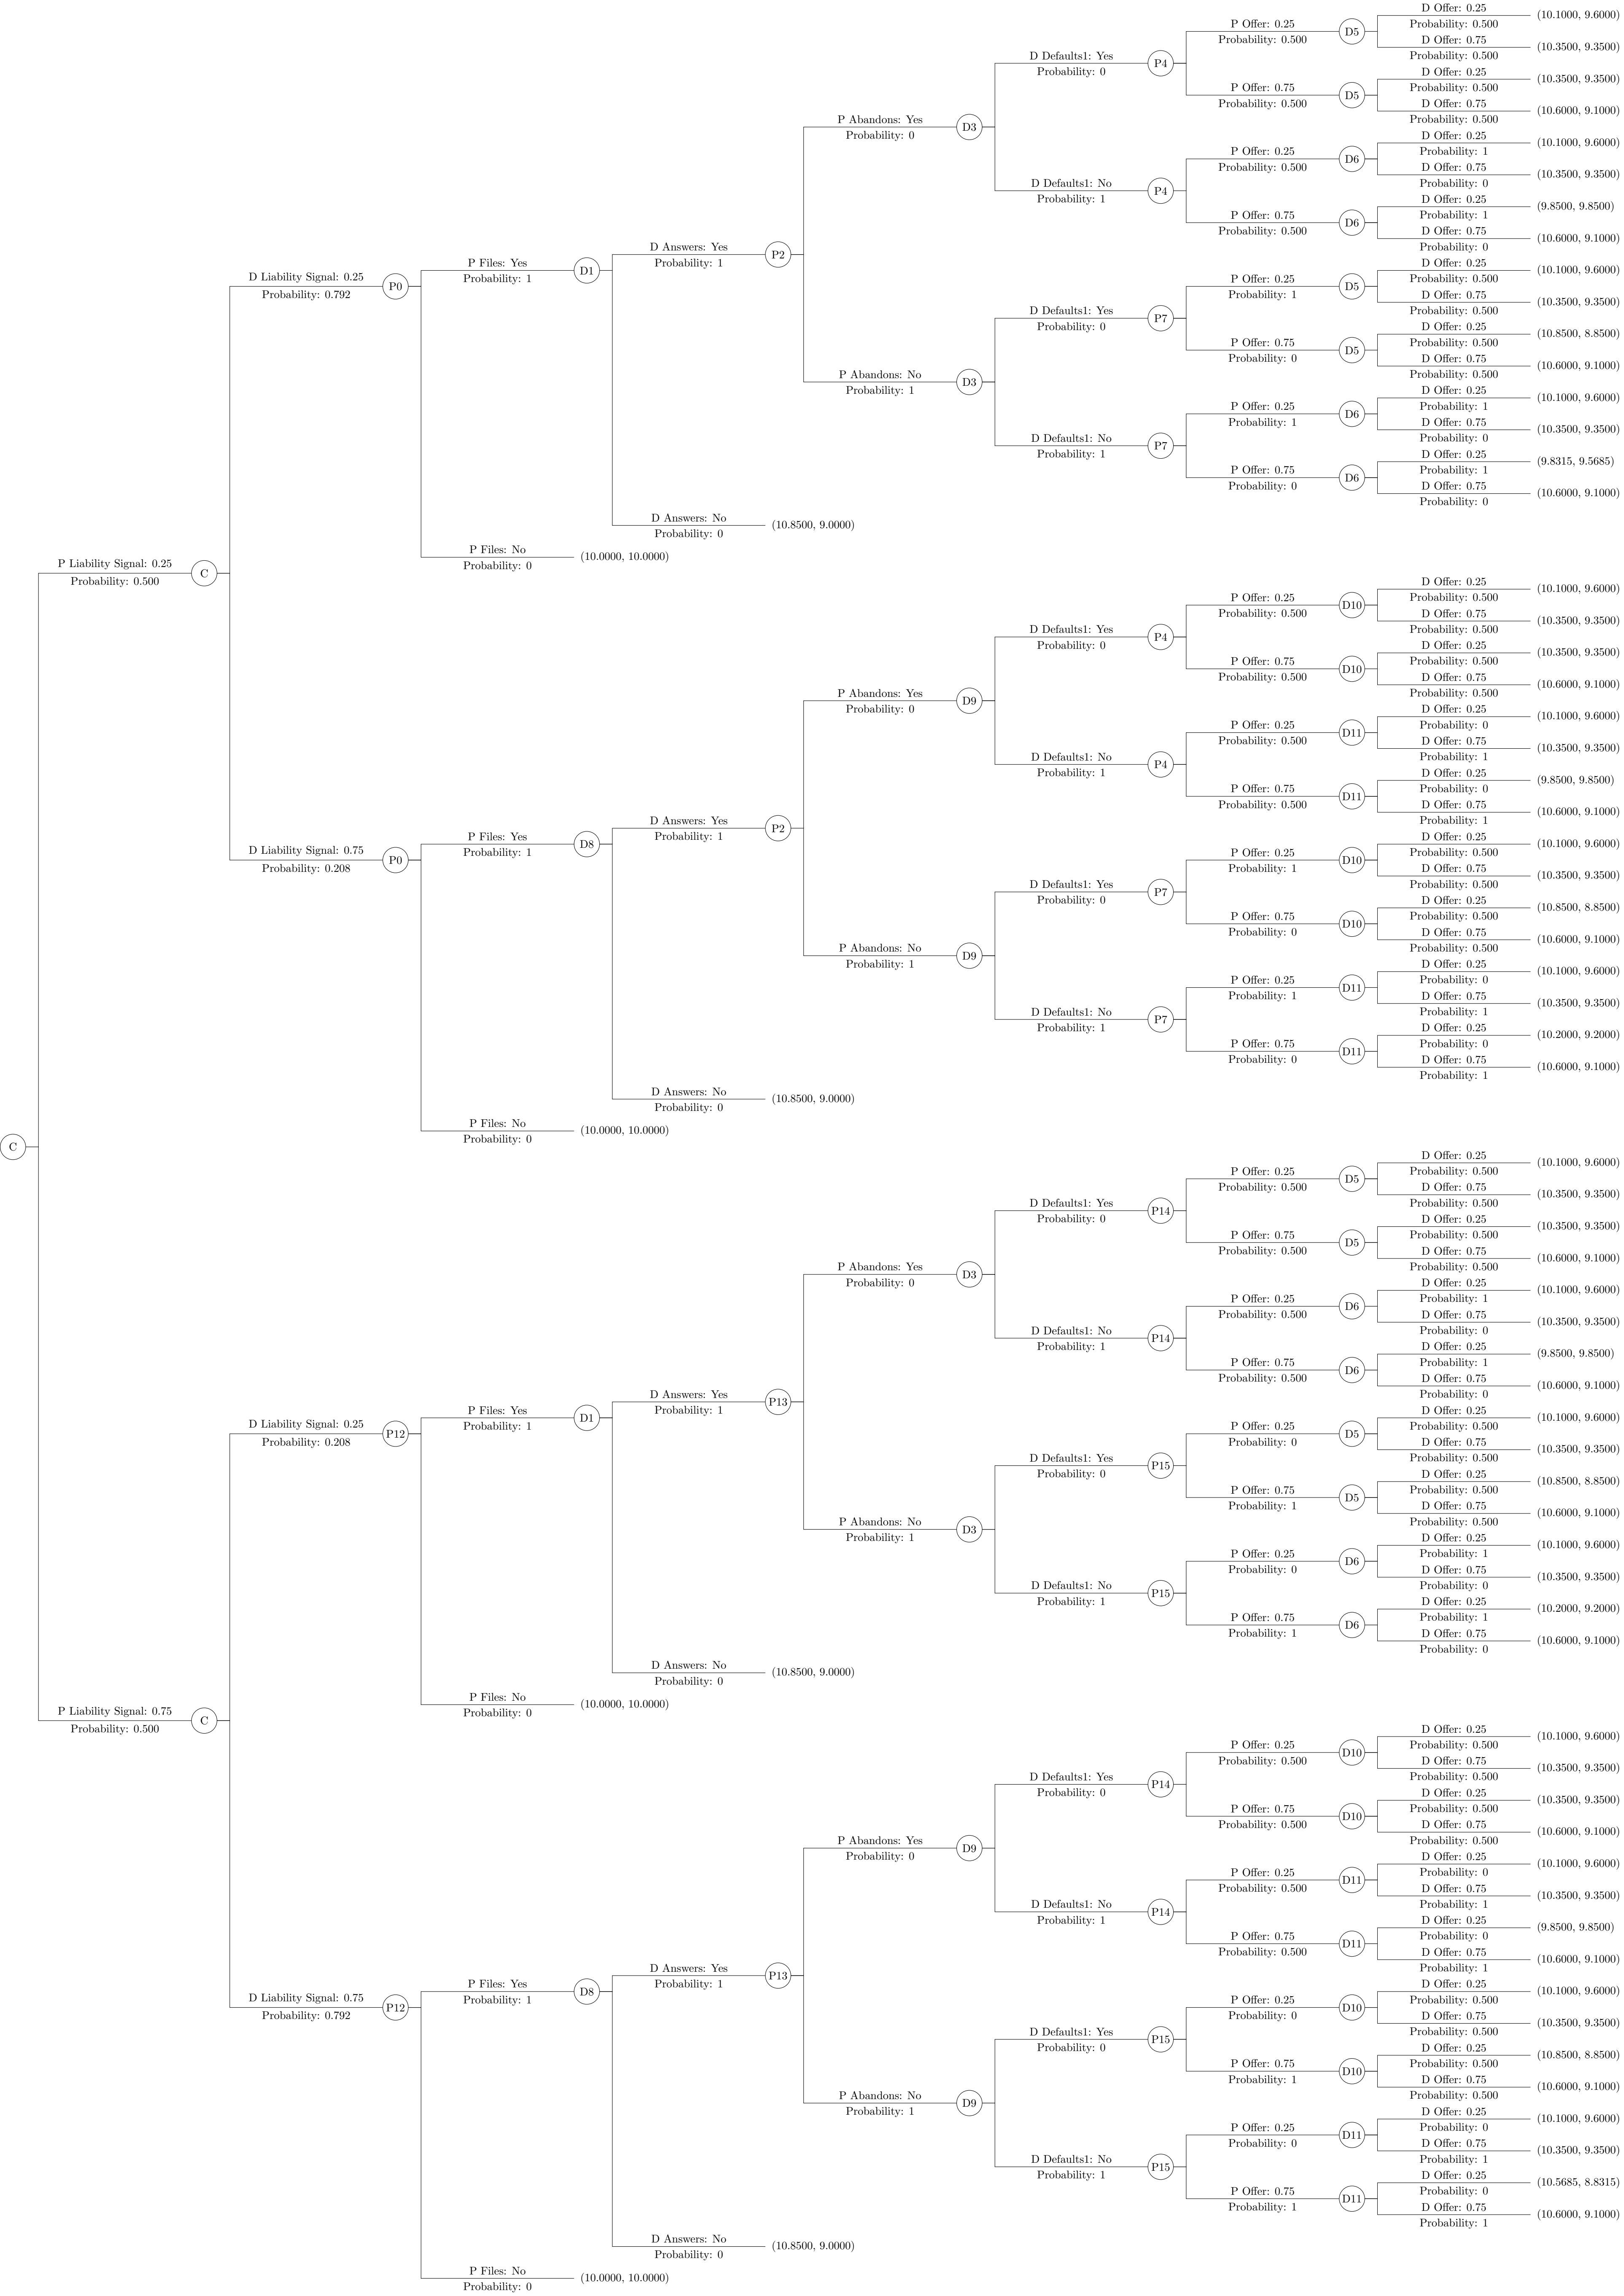 C
P Liability Signal: 0.25
Probability: 0.500
C
D Liability Signal: 0.25
Probability: 0.792
P0
P Files: Yes
Probability: 1
D1
D Answers: Yes
Probability: 1
P2
P Abandons: Yes
Probability: 0
D3
D Defaults1: Yes
Probability: 0
P4
P Offer: 0.25
Probability: 0.500
D5
D Offer: 0.25
Probability: 0.500
(10.1000, 9.6000)
D Offer: 0.75
Probability: 0.500
(10.3500, 9.3500)
P Offer: 0.75
Probability: 0.500
D5
D Offer: 0.25
Probability: 0.500
(10.3500, 9.3500)
D Offer: 0.75
Probability: 0.500
(10.6000, 9.1000)
D Defaults1: No
Probability: 1
P4
P Offer: 0.25
Probability: 0.500
D6
D Offer: 0.25
Probability: 1
(10.1000, 9.6000)
D Offer: 0.75
Probability: 0
(10.3500, 9.3500)
P Offer: 0.75
Probability: 0.500
D6
D Offer: 0.25
Probability: 1
(9.8500, 9.8500)
D Offer: 0.75
Probability: 0
(10.6000, 9.1000)
P Abandons: No
Probability: 1
D3
D Defaults1: Yes
Probability: 0
P7
P Offer: 0.25
Probability: 1
D5
D Offer: 0.25
Probability: 0.500
(10.1000, 9.6000)
D Offer: 0.75
Probability: 0.500
(10.3500, 9.3500)
P Offer: 0.75
Probability: 0
D5
D Offer: 0.25
Probability: 0.500
(10.8500, 8.8500)
D Offer: 0.75
Probability: 0.500
(10.6000, 9.1000)
D Defaults1: No
Probability: 1
P7
P Offer: 0.25
Probability: 1
D6
D Offer: 0.25
Probability: 1
(10.1000, 9.6000)
D Offer: 0.75
Probability: 0
(10.3500, 9.3500)
P Offer: 0.75
Probability: 0
D6
D Offer: 0.25
Probability: 1
(9.8315, 9.5685)
D Offer: 0.75
Probability: 0
(10.6000, 9.1000)
D Answers: No
Probability: 0
(10.8500, 9.0000)
P Files: No
Probability: 0
(10.0000, 10.0000)
D Liability Signal: 0.75
Probability: 0.208
P0
P Files: Yes
Probability: 1
D8
D Answers: Yes
Probability: 1
P2
P Abandons: Yes
Probability: 0
D9
D Defaults1: Yes
Probability: 0
P4
P Offer: 0.25
Probability: 0.500
D10
D Offer: 0.25
Probability: 0.500
(10.1000, 9.6000)
D Offer: 0.75
Probability: 0.500
(10.3500, 9.3500)
P Offer: 0.75
Probability: 0.500
D10
D Offer: 0.25
Probability: 0.500
(10.3500, 9.3500)
D Offer: 0.75
Probability: 0.500
(10.6000, 9.1000)
D Defaults1: No
Probability: 1
P4
P Offer: 0.25
Probability: 0.500
D11
D Offer: 0.25
Probability: 0
(10.1000, 9.6000)
D Offer: 0.75
Probability: 1
(10.3500, 9.3500)
P Offer: 0.75
Probability: 0.500
D11
D Offer: 0.25
Probability: 0
(9.8500, 9.8500)
D Offer: 0.75
Probability: 1
(10.6000, 9.1000)
P Abandons: No
Probability: 1
D9
D Defaults1: Yes
Probability: 0
P7
P Offer: 0.25
Probability: 1
D10
D Offer: 0.25
Probability: 0.500
(10.1000, 9.6000)
D Offer: 0.75
Probability: 0.500
(10.3500, 9.3500)
P Offer: 0.75
Probability: 0
D10
D Offer: 0.25
Probability: 0.500
(10.8500, 8.8500)
D Offer: 0.75
Probability: 0.500
(10.6000, 9.1000)
D Defaults1: No
Probability: 1
P7
P Offer: 0.25
Probability: 1
D11
D Offer: 0.25
Probability: 0
(10.1000, 9.6000)
D Offer: 0.75
Probability: 1
(10.3500, 9.3500)
P Offer: 0.75
Probability: 0
D11
D Offer: 0.25
Probability: 0
(10.2000, 9.2000)
D Offer: 0.75
Probability: 1
(10.6000, 9.1000)
D Answers: No
Probability: 0
(10.8500, 9.0000)
P Files: No
Probability: 0
(10.0000, 10.0000)
P Liability Signal: 0.75
Probability: 0.500
C
D Liability Signal: 0.25
Probability: 0.208
P12
P Files: Yes
Probability: 1
D1
D Answers: Yes
Probability: 1
P13
P Abandons: Yes
Probability: 0
D3
D Defaults1: Yes
Probability: 0
P14
P Offer: 0.25
Probability: 0.500
D5
D Offer: 0.25
Probability: 0.500
(10.1000, 9.6000)
D Offer: 0.75
Probability: 0.500
(10.3500, 9.3500)
P Offer: 0.75
Probability: 0.500
D5
D Offer: 0.25
Probability: 0.500
(10.3500, 9.3500)
D Offer: 0.75
Probability: 0.500
(10.6000, 9.1000)
D Defaults1: No
Probability: 1
P14
P Offer: 0.25
Probability: 0.500
D6
D Offer: 0.25
Probability: 1
(10.1000, 9.6000)
D Offer: 0.75
Probability: 0
(10.3500, 9.3500)
P Offer: 0.75
Probability: 0.500
D6
D Offer: 0.25
Probability: 1
(9.8500, 9.8500)
D Offer: 0.75
Probability: 0
(10.6000, 9.1000)
P Abandons: No
Probability: 1
D3
D Defaults1: Yes
Probability: 0
P15
P Offer: 0.25
Probability: 0
D5
D Offer: 0.25
Probability: 0.500
(10.1000, 9.6000)
D Offer: 0.75
Probability: 0.500
(10.3500, 9.3500)
P Offer: 0.75
Probability: 1
D5
D Offer: 0.25
Probability: 0.500
(10.8500, 8.8500)
D Offer: 0.75
Probability: 0.500
(10.6000, 9.1000)
D Defaults1: No
Probability: 1
P15
P Offer: 0.25
Probability: 0
D6
D Offer: 0.25
Probability: 1
(10.1000, 9.6000)
D Offer: 0.75
Probability: 0
(10.3500, 9.3500)
P Offer: 0.75
Probability: 1
D6
D Offer: 0.25
Probability: 1
(10.2000, 9.2000)
D Offer: 0.75
Probability: 0
(10.6000, 9.1000)
D Answers: No
Probability: 0
(10.8500, 9.0000)
P Files: No
Probability: 0
(10.0000, 10.0000)
D Liability Signal: 0.75
Probability: 0.792
P12
P Files: Yes
Probability: 1
D8
D Answers: Yes
Probability: 1
P13
P Abandons: Yes
Probability: 0
D9
D Defaults1: Yes
Probability: 0
P14
P Offer: 0.25
Probability: 0.500
D10
D Offer: 0.25
Probability: 0.500
(10.1000, 9.6000)
D Offer: 0.75
Probability: 0.500
(10.3500, 9.3500)
P Offer: 0.75
Probability: 0.500
D10
D Offer: 0.25
Probability: 0.500
(10.3500, 9.3500)
D Offer: 0.75
Probability: 0.500
(10.6000, 9.1000)
D Defaults1: No
Probability: 1
P14
P Offer: 0.25
Probability: 0.500
D11
D Offer: 0.25
Probability: 0
(10.1000, 9.6000)
D Offer: 0.75
Probability: 1
(10.3500, 9.3500)
P Offer: 0.75
Probability: 0.500
D11
D Offer: 0.25
Probability: 0
(9.8500, 9.8500)
D Offer: 0.75
Probability: 1
(10.6000, 9.1000)
P Abandons: No
Probability: 1
D9
D Defaults1: Yes
Probability: 0
P15
P Offer: 0.25
Probability: 0
D10
D Offer: 0.25
Probability: 0.500
(10.1000, 9.6000)
D Offer: 0.75
Probability: 0.500
(10.3500, 9.3500)
P Offer: 0.75
Probability: 1
D10
D Offer: 0.25
Probability: 0.500
(10.8500, 8.8500)
D Offer: 0.75
Probability: 0.500
(10.6000, 9.1000)
D Defaults1: No
Probability: 1
P15
P Offer: 0.25
Probability: 0
D11
D Offer: 0.25
Probability: 0
(10.1000, 9.6000)
D Offer: 0.75
Probability: 1
(10.3500, 9.3500)
P Offer: 0.75
Probability: 1
D11
D Offer: 0.25
Probability: 0
(10.5685, 8.8315)
D Offer: 0.75
Probability: 1
(10.6000, 9.1000)
D Answers: No
Probability: 0
(10.8500, 9.0000)
P Files: No
Probability: 0
(10.0000, 10.0000)